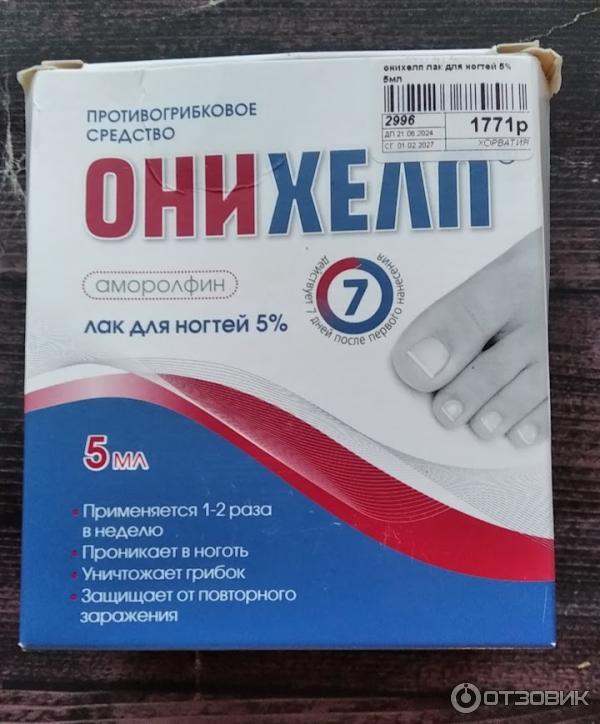 онихелп лак для ногтей 5%
5мл
2996
1771р
ДП 21.06.2024
СГ 01.02.2027
ХОРВАТИЯ
ПРОТИВОГРИБКОВОЕ
СРЕДСТВО
ОНИХЕЛП®
аморолфин
лак для ногтей 5%
7
действует 7 дней после первого нанесения
5 мл
• Применяется 1-2 раза
в неделю
• Проникает в ноготь
• Уничтожает грибок
• Защищает от повторного
заражения
ОТЗОВИК